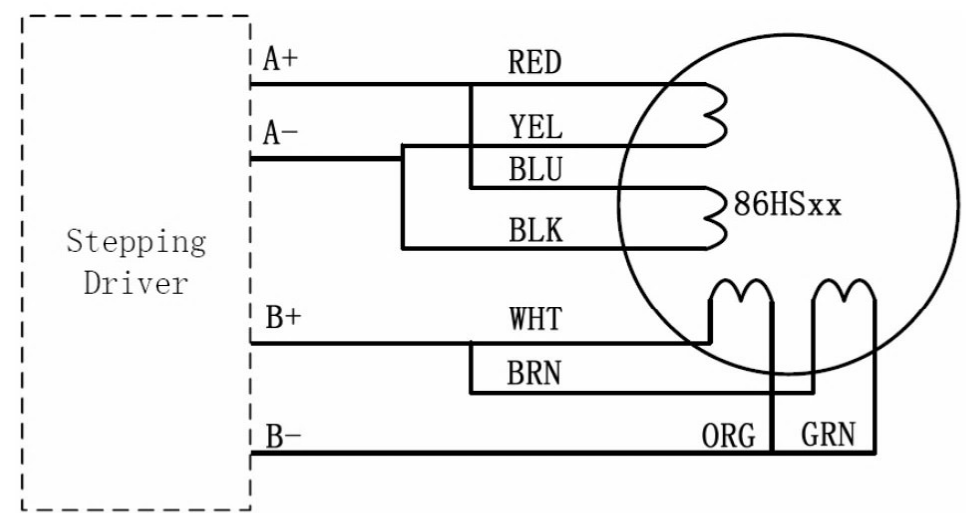 A+
RED
A-
YEL
BLU
86HSxx
BLK
Stepping
Driver
B+
WHT
BRN
B-
ORG
GRN